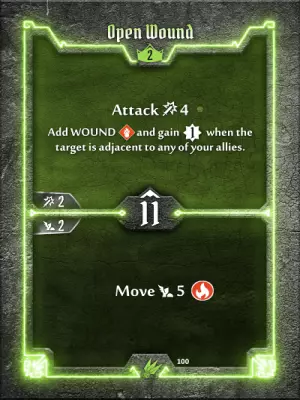 Open Wound
2
Attack 4
Add WOUND and gain 1 when the
target is adjacent to any of your allies.
2
2
11
Move 5
100